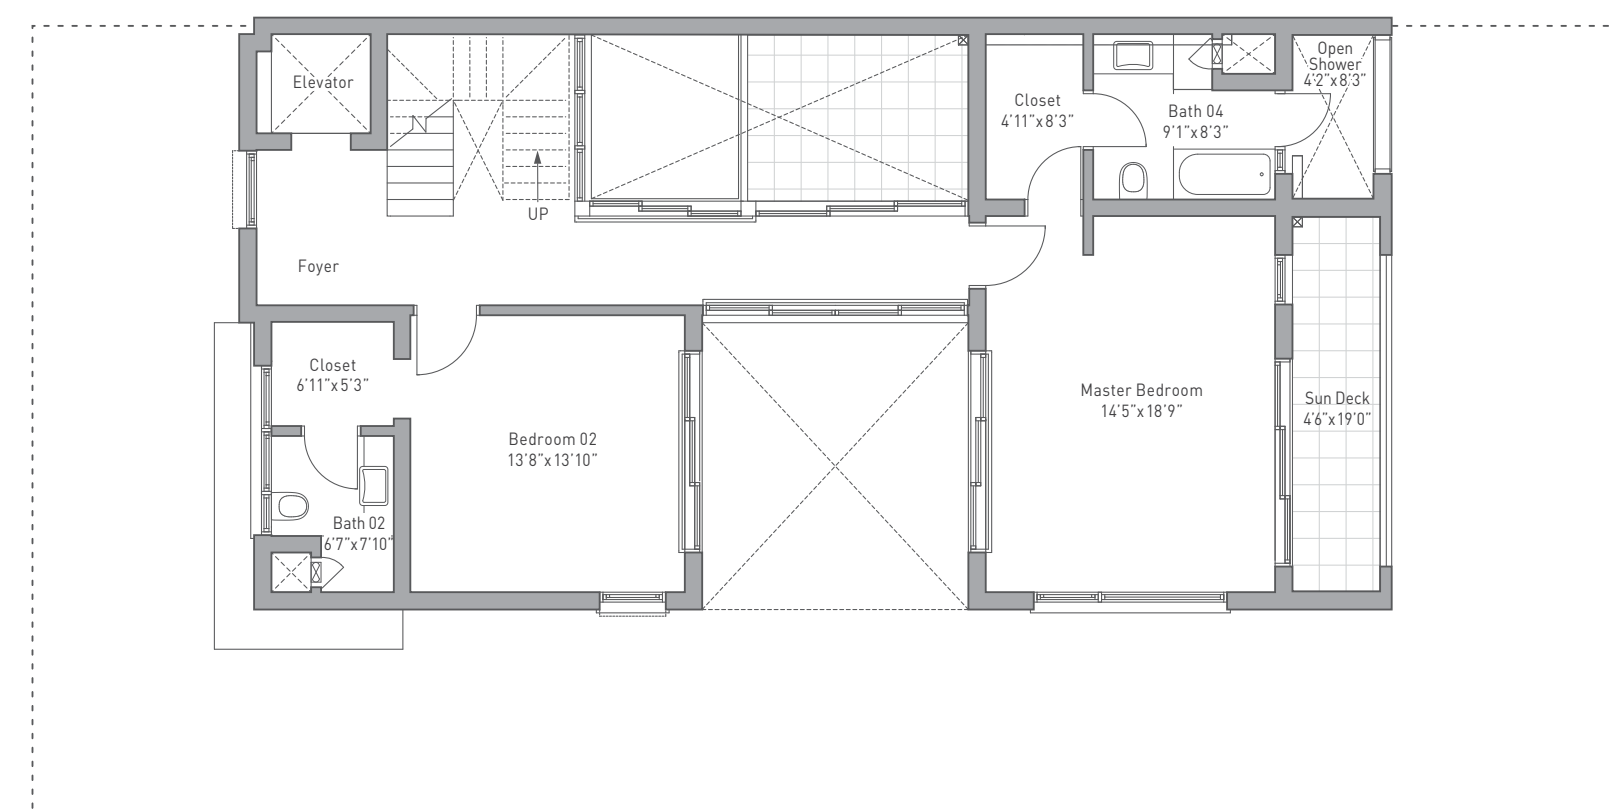 Elevator
UP
Foyer
Closet
4'11"x8'3"
Bath 04
9'1"x8'3"
Open
Shower
4'2"x8'3"
Closet
6'11"x5'3"
Bedroom 02
13'8"x13'10"
Bath 02
6'7"x7'10"
Master Bedroom
14'5"x18'9"
Sun Deck
4'6"x19'0"